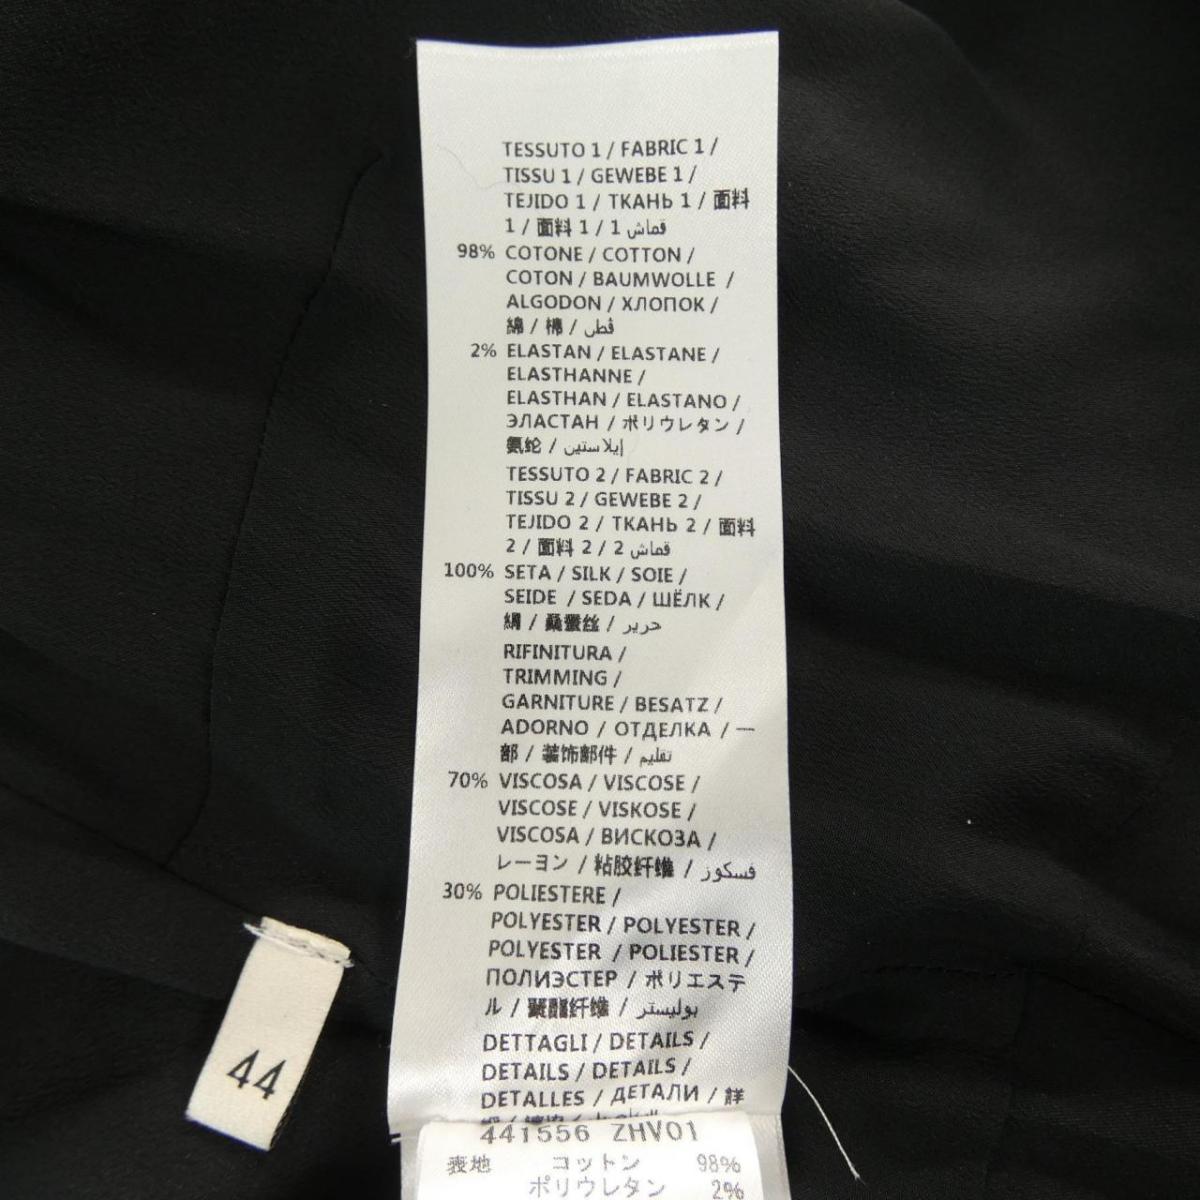 TESSUTO 1 / FABRIC 1 /
TISSU 1 / GEWEBE 1 /
TEJIDO 1 / ТКАНЬ 1 / 面料
1 / 面料 1 / 1 قماش
98% COTONE / COTTON /
COTON / BAUMWOLLE /
ALGODON / ХЛОПОК /
綿 / 棉 / قطن
2% ELASTAN / ELASTANE /
ELASTHANNE /
ELASTHAN / ELASTANO /
ЭЛАСТАН / ポリウレタン /
氨纶 / إيلاستين
TESSUTO 2 / FABRIC 2 /
TISSU 2 / GEWEBE 2 /
TEJIDO 2 / ТКАНЬ 2 / 面料
2 / 面料 2 / 2 قماش
100% SETA / SILK / SOIE /
SEIDE / SEDA / ШЁЛК /
絹 / 桑蚕丝 / حرير
RIFINITURA /
TRIMMING /
GARNITURE / BESATZ /
ADORNO / ОТДЕЛКА / 一
部 / 装饰部件 / تقليم
70% VISCOSA / VISCOSE /
VISCOSE / VISKOSE /
VISCOSA / ВИСКОЗА /
レーヨン / 粘胶纤维 / فسكوز
30% POLIESTERE /
POLYESTER / POLYESTER /
POLYESTER / POLIESTER /
ПОЛИЭСТЕР / ポリエステ
ル / 聚酯纤维 / بوليستر
DETTAGLI / DETAILS /
DETAILS / DETAILS /
DETALLES / ДЕТАЛИ / 詳
441556 ZHV01
表地 コットン 98%
ポリウレタン 2%
44